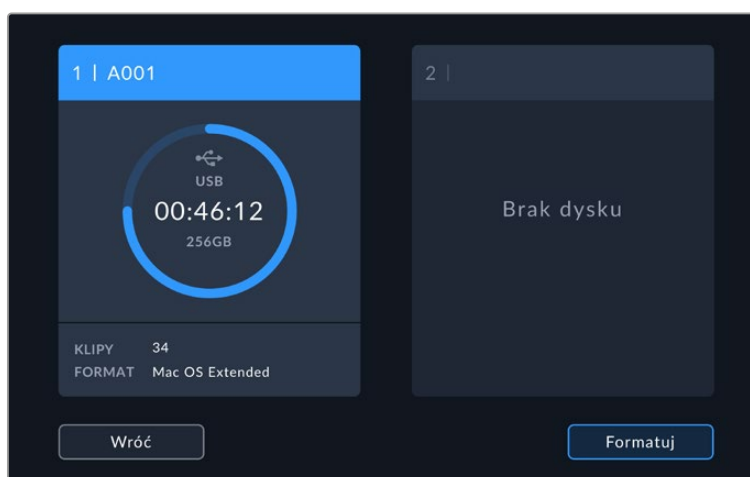 1 | A001
USB
00:46:12
256GB
KLIPY 34
FORMAT Mac OS Extended
2 |
Brak dysku
Wróć
Formatuj